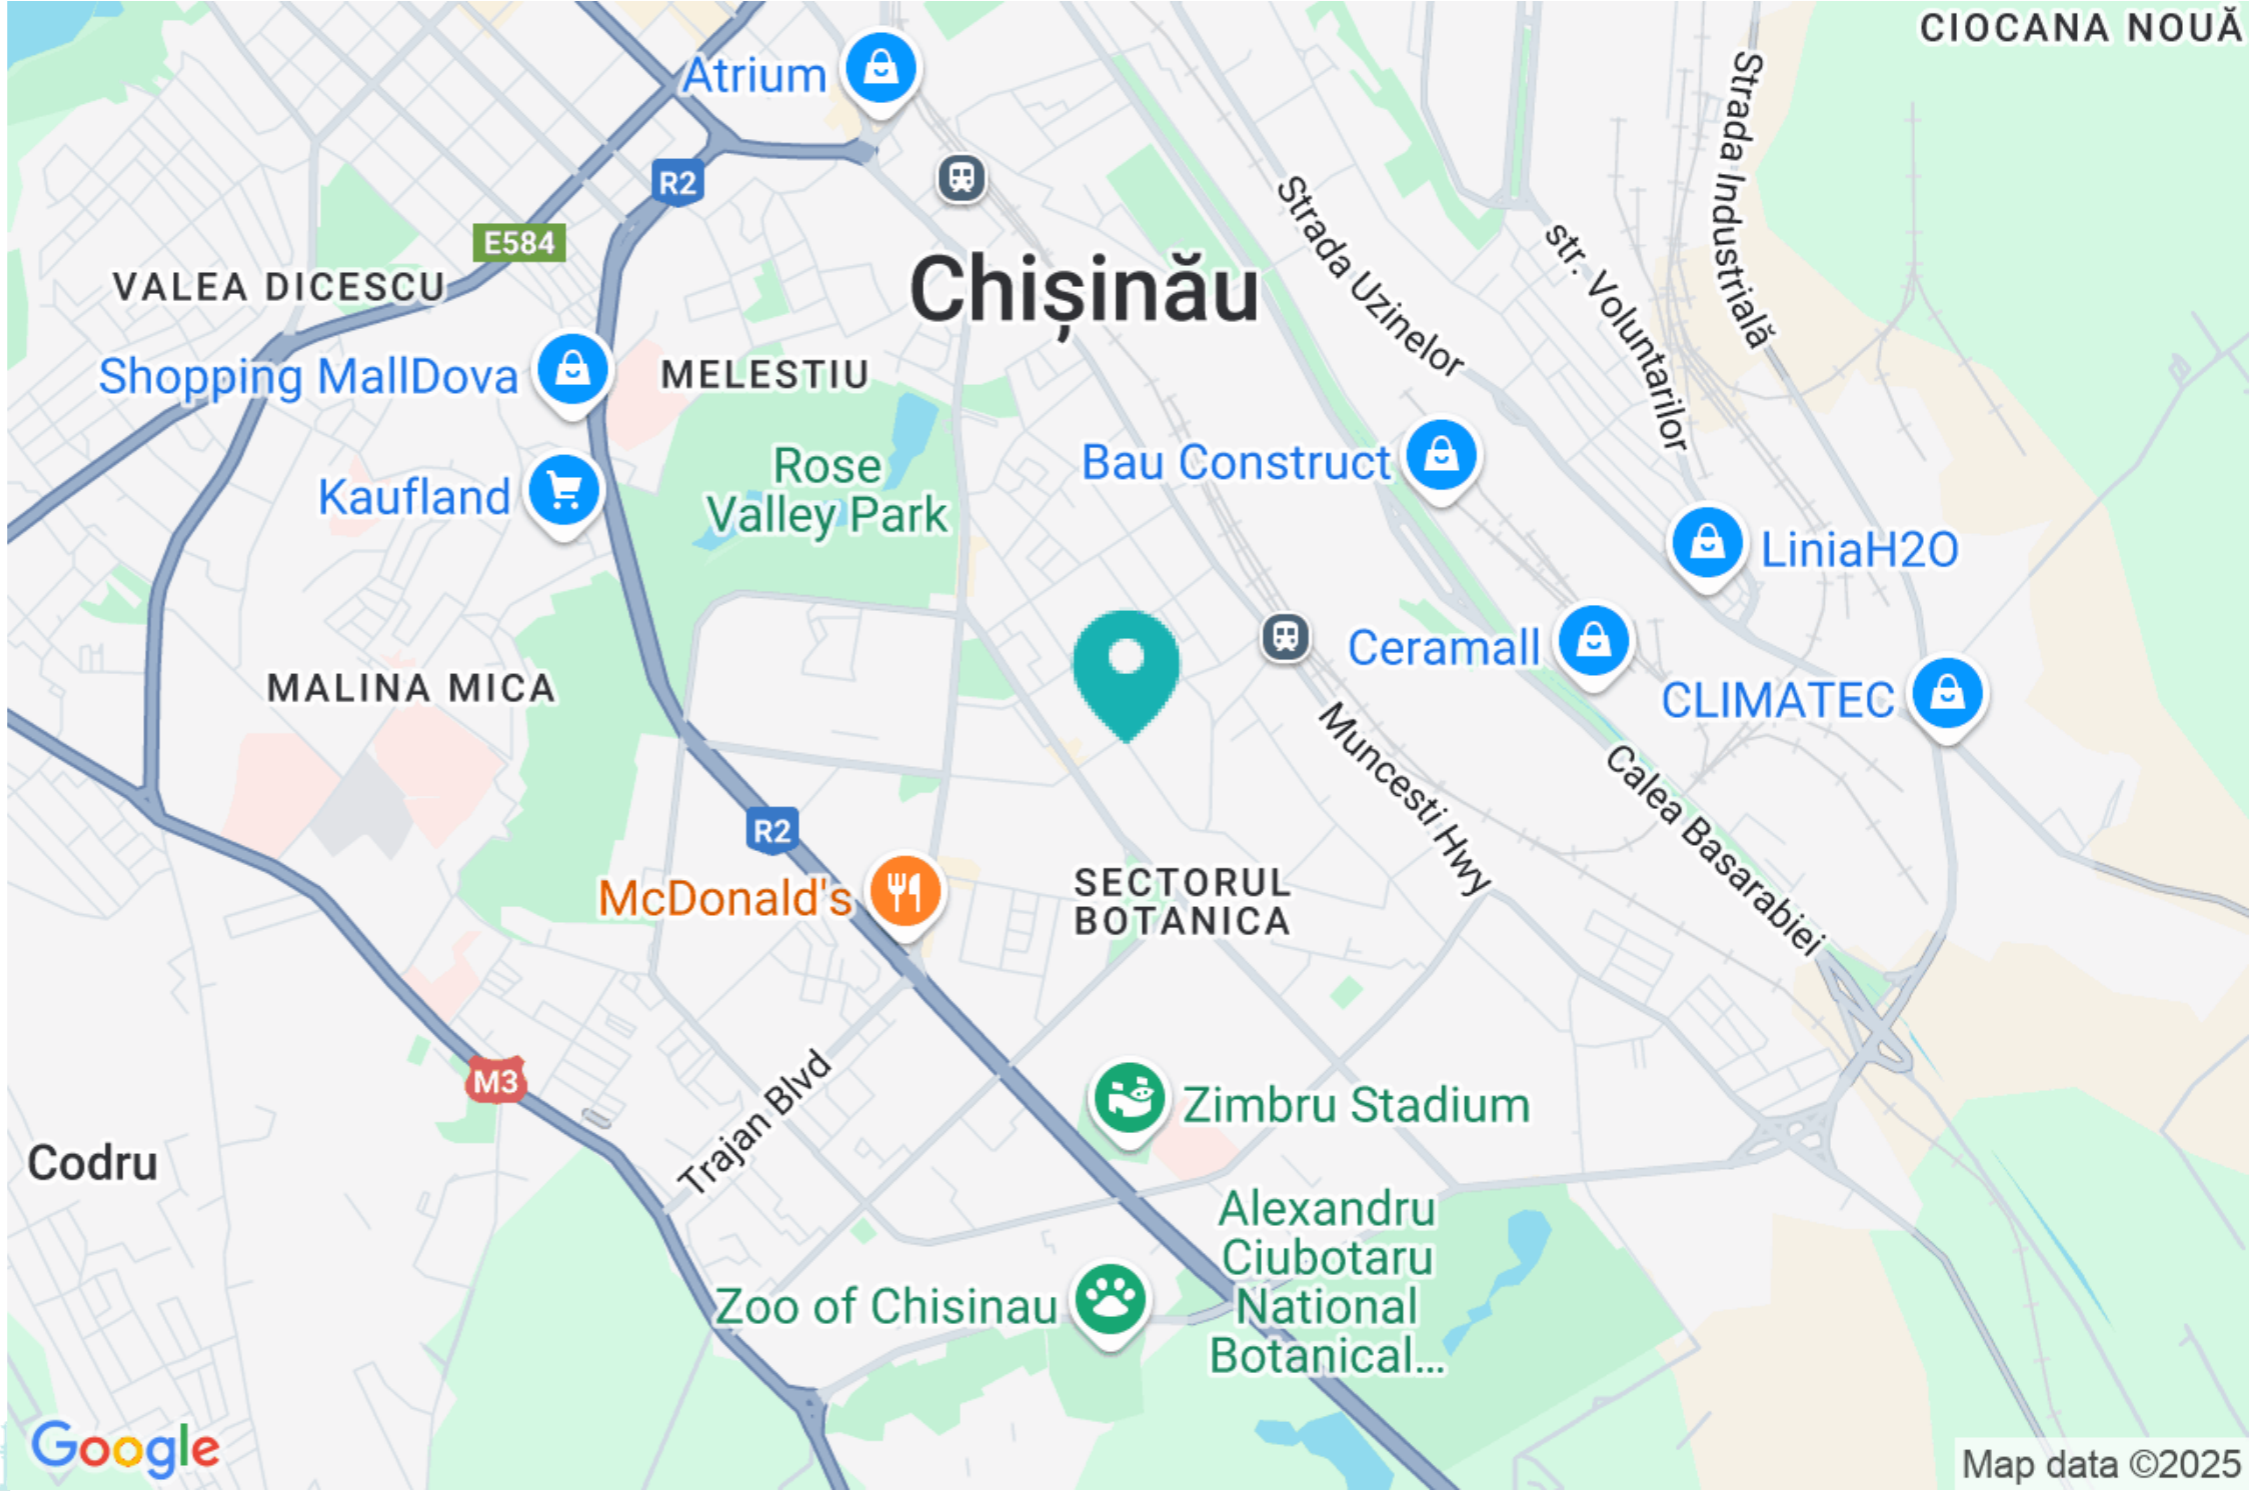 CIOCANA NOUĂ
Atrium
Strada Industrială
R2
Strada Uzinelor
str. Voluntarilor
E584
VALEA DICESCU
Chișinău
Shopping MallDova
MELESTIU
Kaufland
Rose
Valley Park
Bau Construct
LiniaH2O
Ceramall
MALINA MICA
CLIMATEC
Muncesti Hwy
Calea Basarabiei
R2
McDonald's
SECTORUL
BOTANICA
M3
Trajan Blvd
Zimbru Stadium
Codru
Alexandru
Ciubotaru
National
Botanical...
Zoo of Chisinau
Google
Map data ©2025